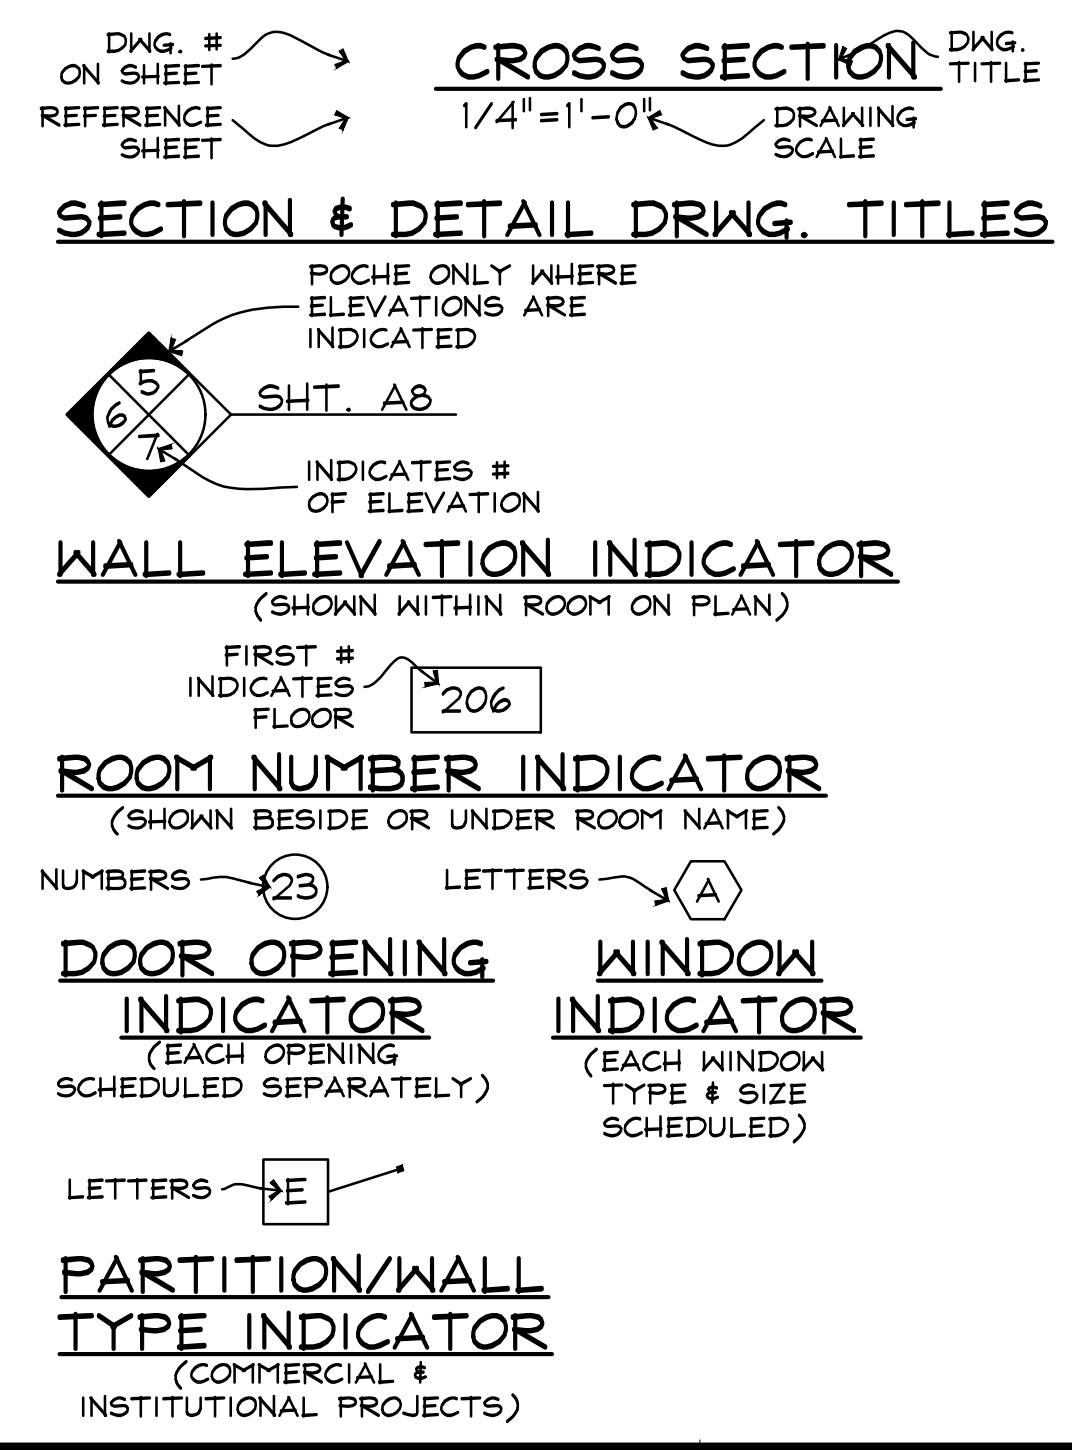 DWG. #
ON SHEET
CROSS SECTION
DWG.
TITLE
REFERENCE
SHEET
1/4"=1'-0"
DRAWING
SCALE
SECTION & DETAIL DRWG. TITLES
POCHE ONLY WHERE
ELEVATIONS ARE
INDICATED
5
6
7
SHT. A8
INDICATES #
OF ELEVATION
WALL ELEVATION INDICATOR
(SHOWN WITHIN ROOM ON PLAN)
FIRST #
INDICATES
FLOOR
206
ROOM NUMBER INDICATOR
(SHOWN BESIDE OR UNDER ROOM NAME)
NUMBERS
23
LETTERS
A
DOOR OPENING
INDICATOR
(EACH OPENING
SCHEDULED SEPARATELY)
WINDOW
INDICATOR
(EACH WINDOW
TYPE & SIZE
SCHEDULED)
LETTERS
E
PARTITION/WALL
TYPE INDICATOR
(COMMERCIAL &
INSTITUTIONAL PROJECTS)